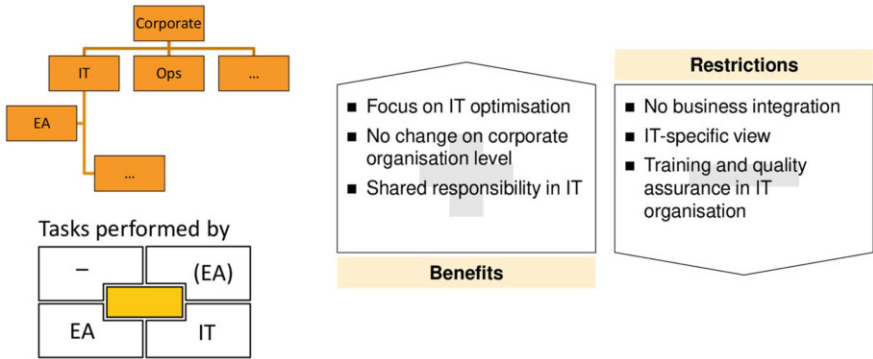 Corporate
IT
Ops
...
EA
...
Tasks performed by
–
(EA)
EA
IT
■ Focus on IT optimisation
■ No change on corporate
organisation level
■ Shared responsibility in IT
Benefits
Restrictions
■ No business integration
■ IT-specific view
■ Training and quality
assurance in IT
organisation